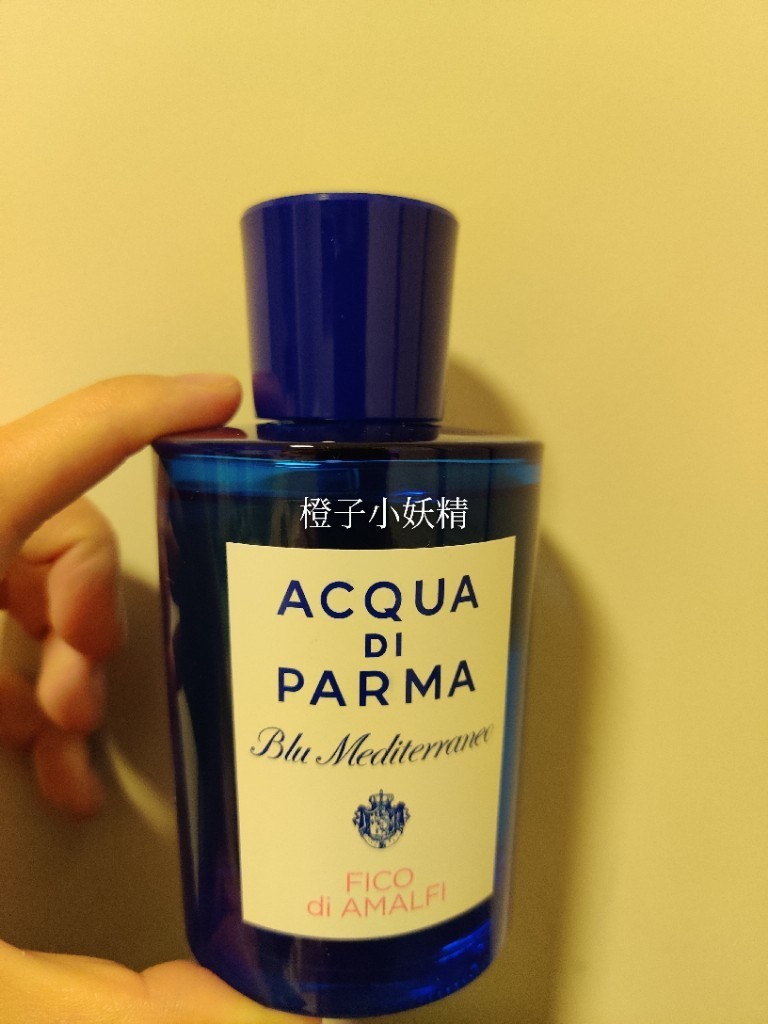 橙子小妖精
ACQUA
DI
PARMA
Blu Mediterraneo
FICO
di AMALFI